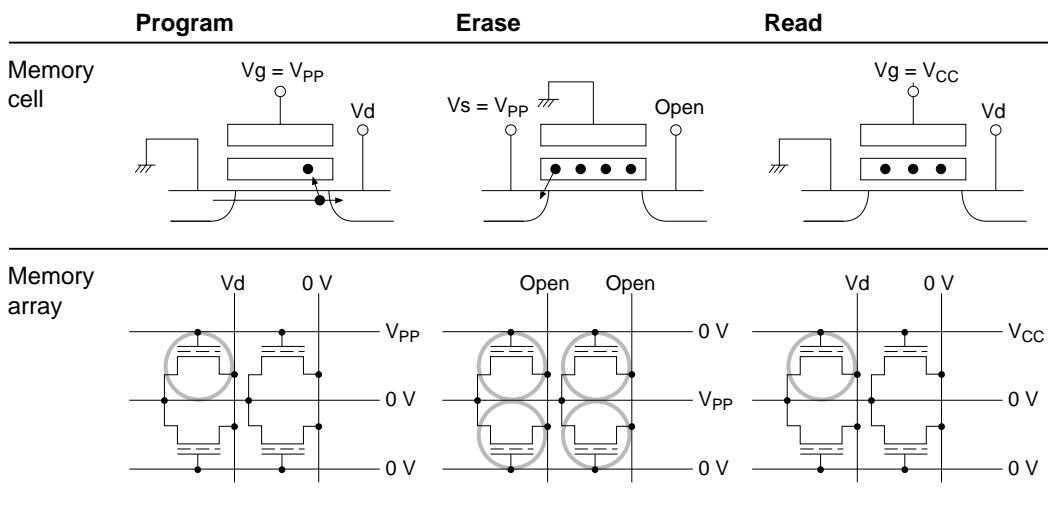 Program Erase Read
Memory cell
Vg = VPP
Vd
Vs = VPP
Open
Vg = VCC
Vd
Memory array
Vd 0 V
VPP
0 V
0 V
Open Open
0 V
VPP
0 V
Vd 0 V
VCC
0 V
0 V